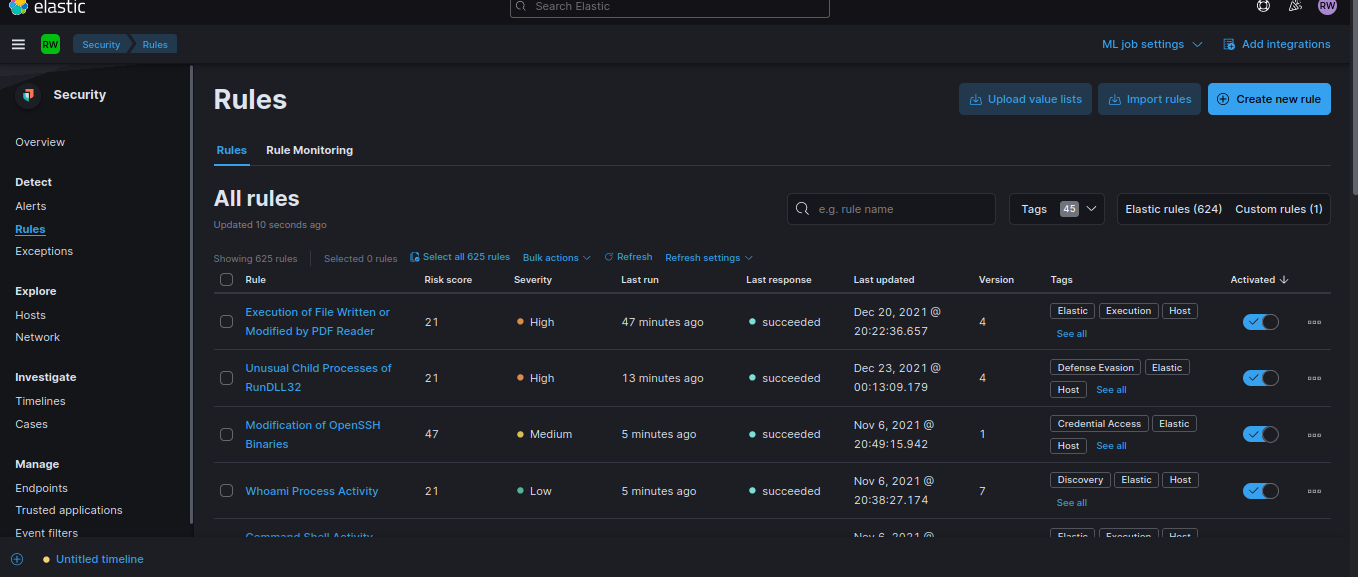 elastic
Search Elastic
RW
RW
Security
Rules
ML job settings
Add integrations
Security
Overview
Detect
Alerts
Rules
Exceptions
Explore
Hosts
Network
Investigate
Timelines
Cases
Manage
Endpoints
Trusted applications
Event filters
Rules
Upload value lists
Import rules
Create new rule
Rules
Rule Monitoring
All rules
Updated 10 seconds ago
e.g. rule name
Tags 45
Elastic rules (624)
Custom rules (1)
Showing 625 rules
Selected 0 rules
Select all 625 rules
Bulk actions
Refresh
Refresh settings
Rule
Risk score
Severity
Last run
Last response
Last updated
Version
Tags
Activated
Execution of File Written or
Modified by PDF Reader
21
High
47 minutes ago
succeeded
Dec 20, 2021 @
20:22:36.657
4
Elastic
Execution
Host
See all
Unusual Child Processes of
RunDLL32
21
High
13 minutes ago
succeeded
Dec 23, 2021 @
00:13:09.179
4
Defense Evasion
Elastic
Host
See all
Modification of OpenSSH
Binaries
47
Medium
5 minutes ago
succeeded
Nov 6, 2021 @
20:49:15.942
1
Credential Access
Elastic
Host
See all
Whoami Process Activity
21
Low
5 minutes ago
succeeded
Nov 6, 2021 @
20:38:27.174
7
Discovery
Elastic
Host
See all
Command Shell Activity
Nov 6, 2021 @
Elastic
Execution
Host
Untitled timeline